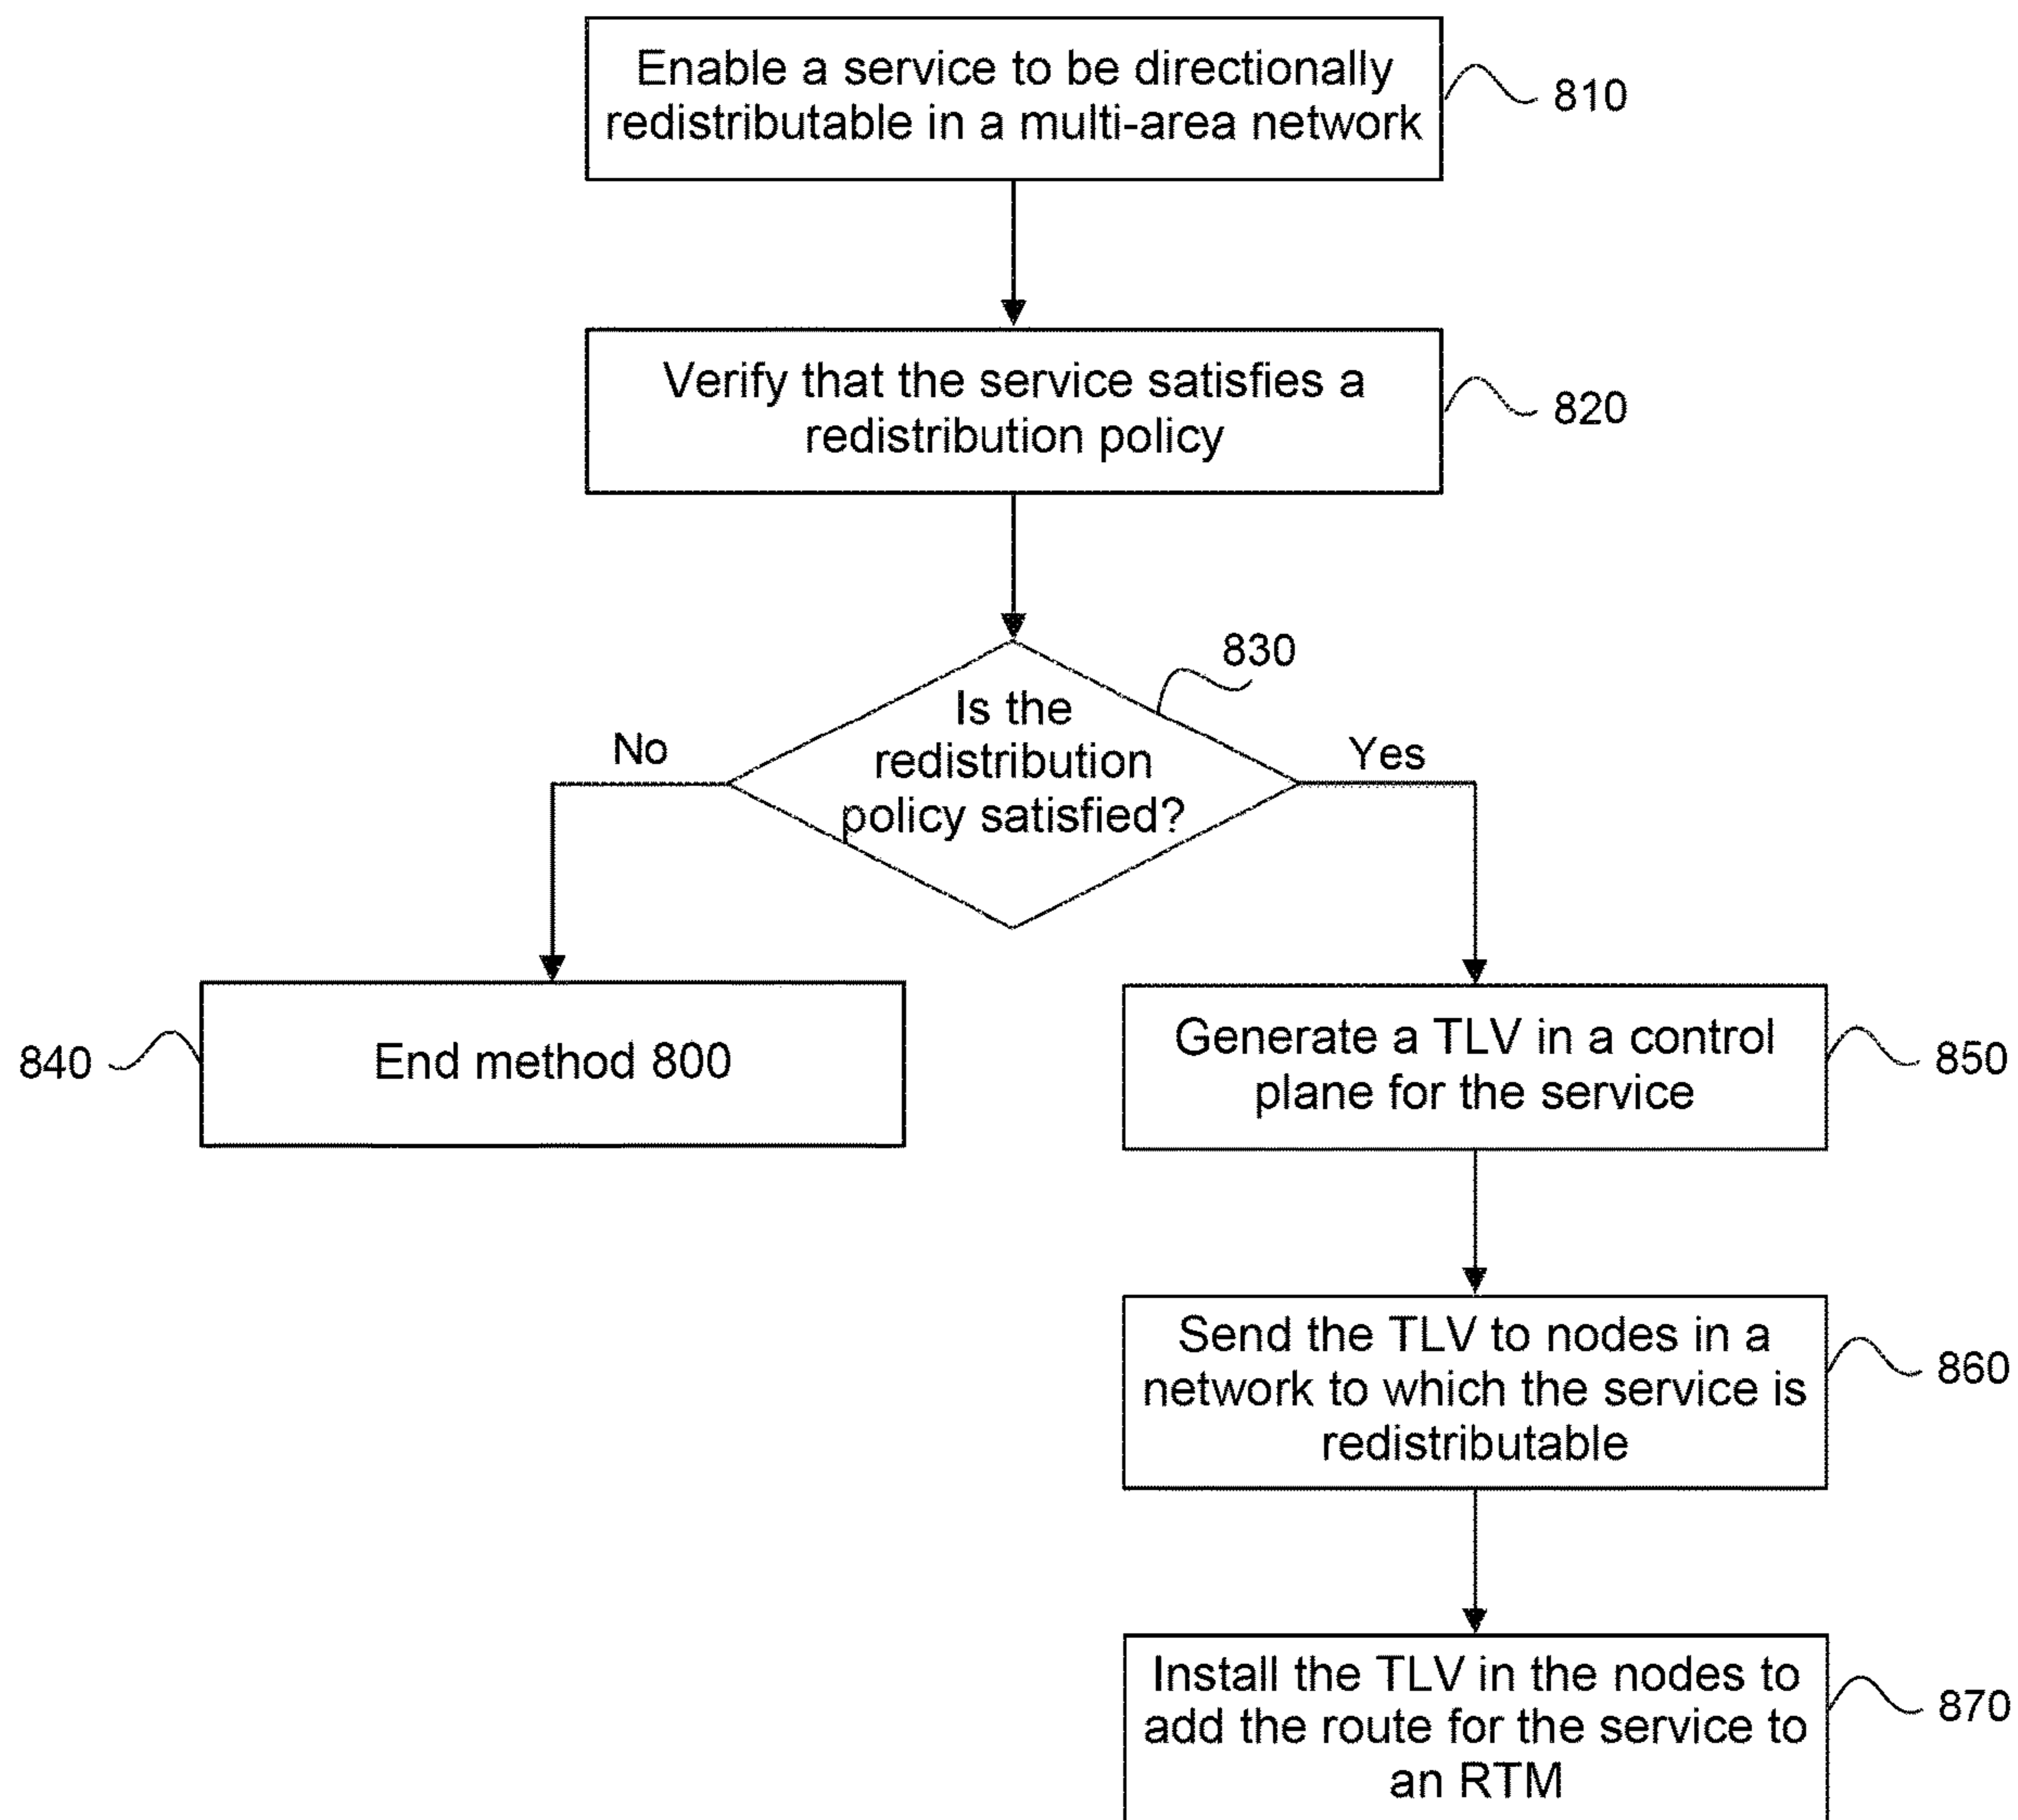 Enable a service to be directionally
redistributable in a multi-area network
810
Verify that the service satisfies a
redistribution policy
820
830
Is the
redistribution
policy satisfied?
No
Yes
End method 800
840
Generate a TLV in a control
plane for the service
850
Send the TLV to nodes in a
network to which the service is
redistributable
860
Install the TLV in the nodes to
add the route for the service to
an RTM
870